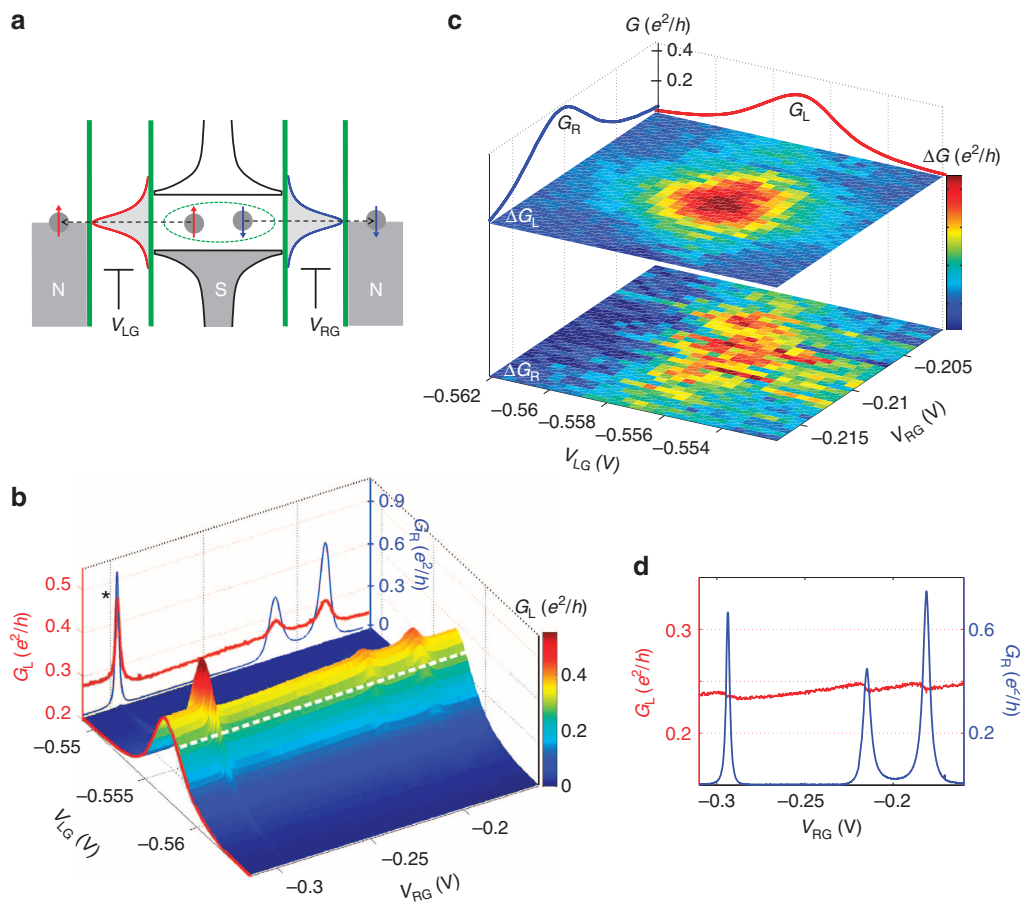 a
N
S
N
V_LG
V_RG
c
G (e²/h)
0.4
0.2
G_R
G_L
ΔG (e²/h)
ΔG_L
ΔG_R
−0.562
−0.56
−0.558
−0.556
−0.554
V_LG (V)
−0.205
−0.21
−0.215
V_RG (V)
b
0.5
0.4
0.3
0.2
G_L (e²/h)
*
0.9
0.6
0.3
0
G_R (e²/h)
G_L (e²/h)
0.4
0.2
0
−0.55
−0.555
−0.56
V_LG (V)
−0.3
−0.25
−0.2
V_RG (V)
d
0.3
0.2
G_L (e²/h)
0.6
0.2
G_R (e²/h)
−0.3
−0.25
−0.2
V_RG (V)